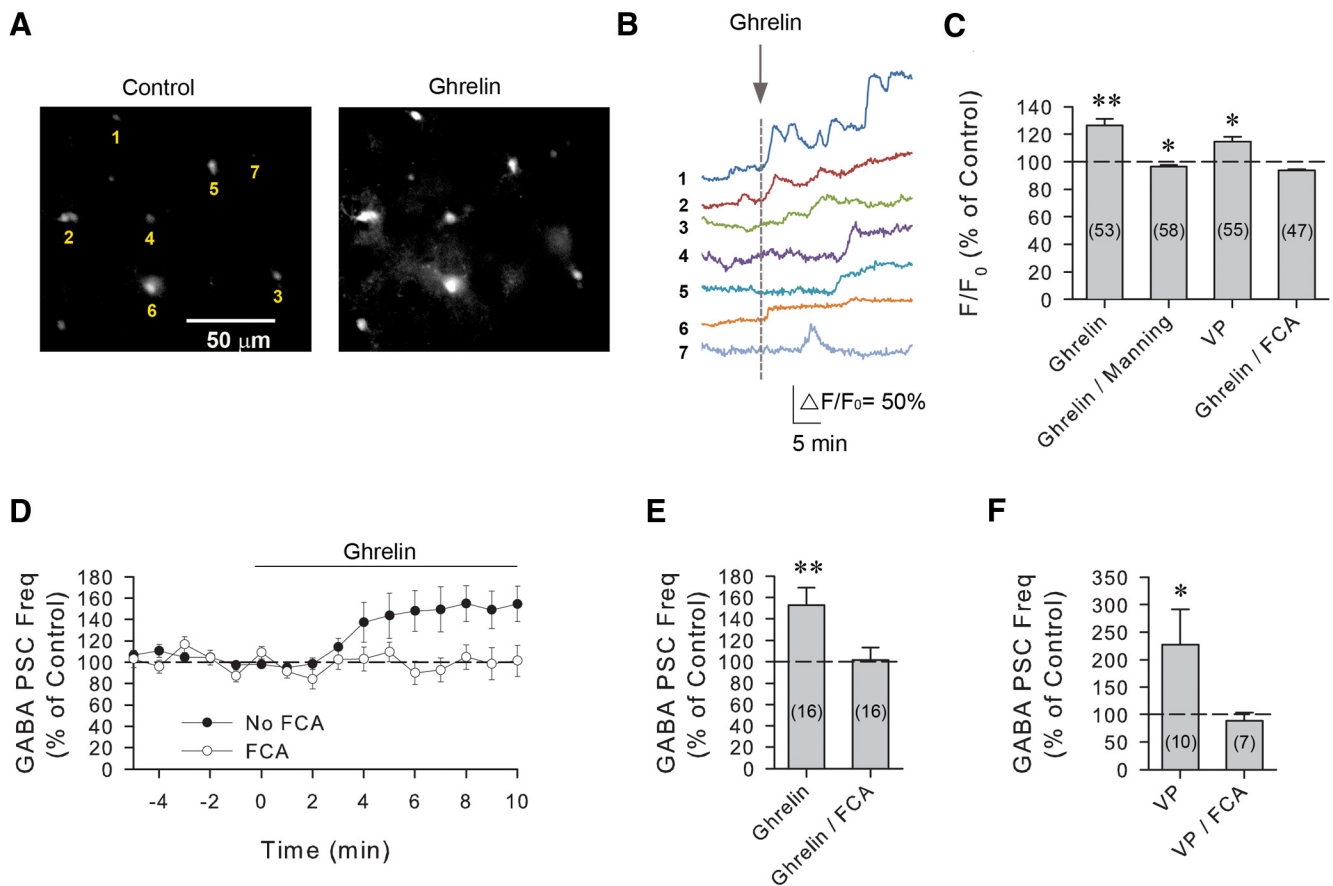 A
Control
Ghrelin
1
7
5
2
4
3
6
50 μm
B
Ghrelin
1
2
3
4
5
6
7
△F/F0= 50%
5 min
C
F/F0 (% of Control)
140
120
100
80
60
40
20
0
**
*
*
(53)
(58)
(55)
(47)
Ghrelin
Ghrelin / Manning
VP
Ghrelin / FCA
D
Ghrelin
GABA PSC Freq
(% of Control)
180
160
140
120
100
80
60
40
20
0
No FCA
FCA
-4 -2 0 2 4 6 8 10
Time (min)
E
GABA PSC Freq
(% of Control)
180
160
140
120
100
80
60
40
20
0
**
(16)
(16)
Ghrelin
Ghrelin / FCA
F
GABA PSC Freq
(% of Control)
350
300
250
200
150
100
50
0
*
(10)
(7)
VP
VP / FCA